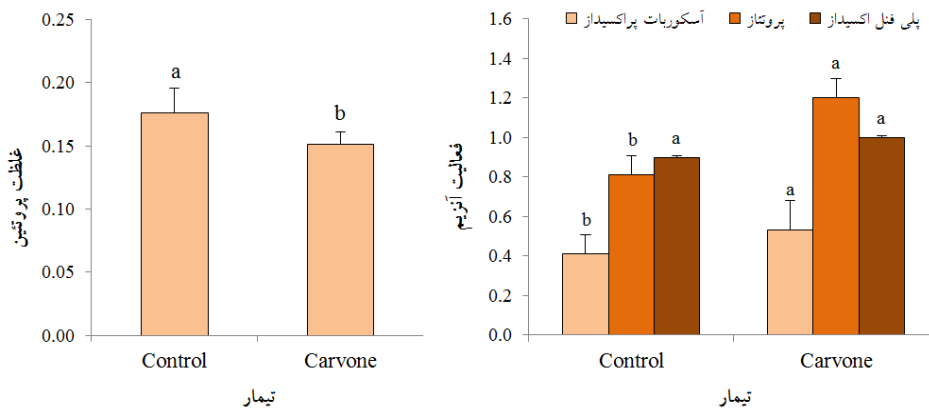 0.25
0.20
0.15
0.10
0.05
0.00
غلظت پروتئین
a
b
Control
Carvone
تیمار
آسکوربات پراکسیداز
پروتئاز
پلی فنل اکسیداز
1.6
1.4
1.2
1.0
0.8
0.6
0.4
0.2
0.0
فعالیت آنزیم
b
b
a
a
a
a
Control
Carvone
تیمار